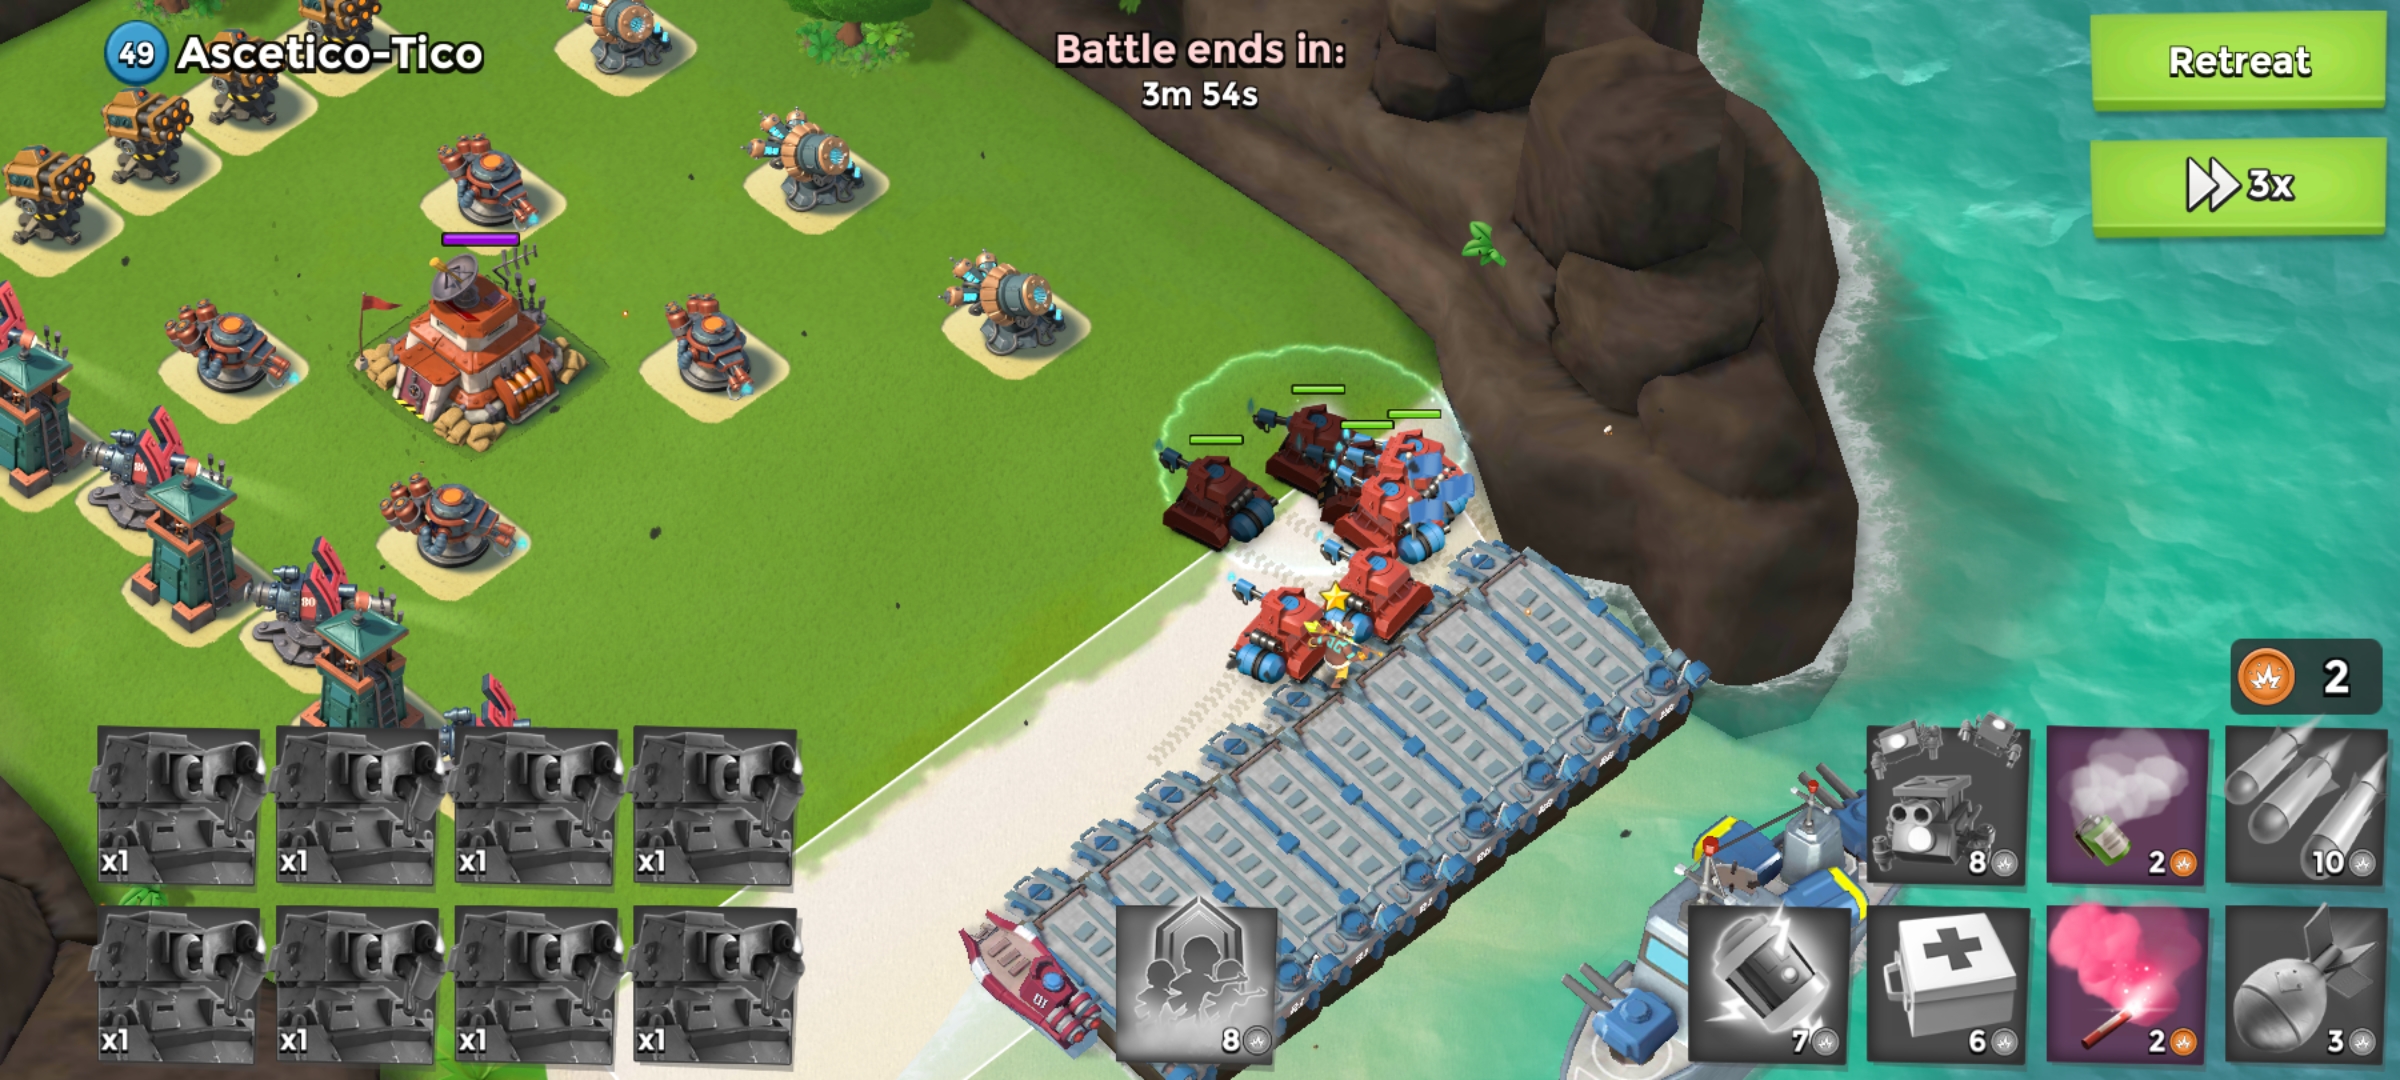 49 Ascetico-Tico
Battle ends in:
3m 54s
Retreat
3x
2
8
2
10
x1 x1 x1 x1
x1 x1 x1 x1
8
7
6
2
3